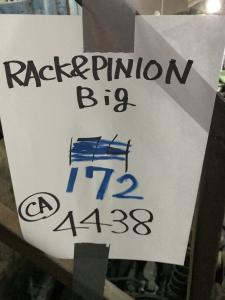 RACK&PINION
Big
172
CA 4438